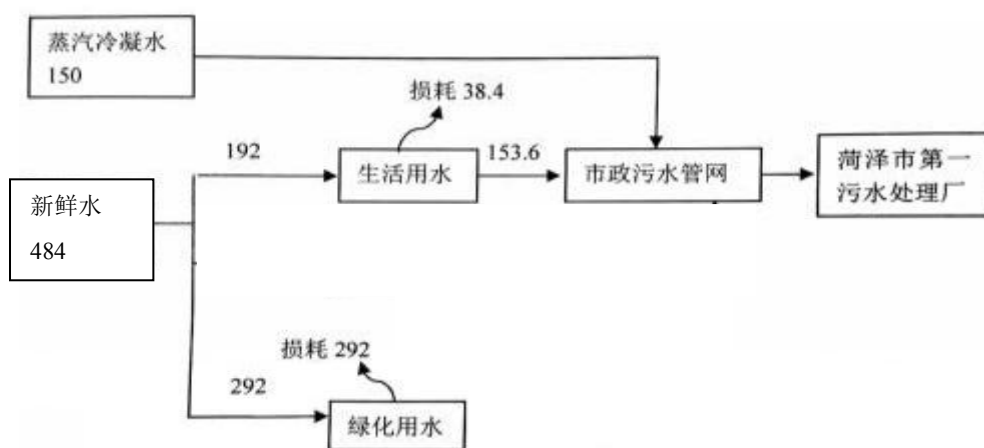 蒸汽冷凝水
150
损耗 38.4
192
生活用水
153.6
市政污水管网
菏泽市第一
污水处理厂
新鲜水
484
损耗 292
292
绿化用水